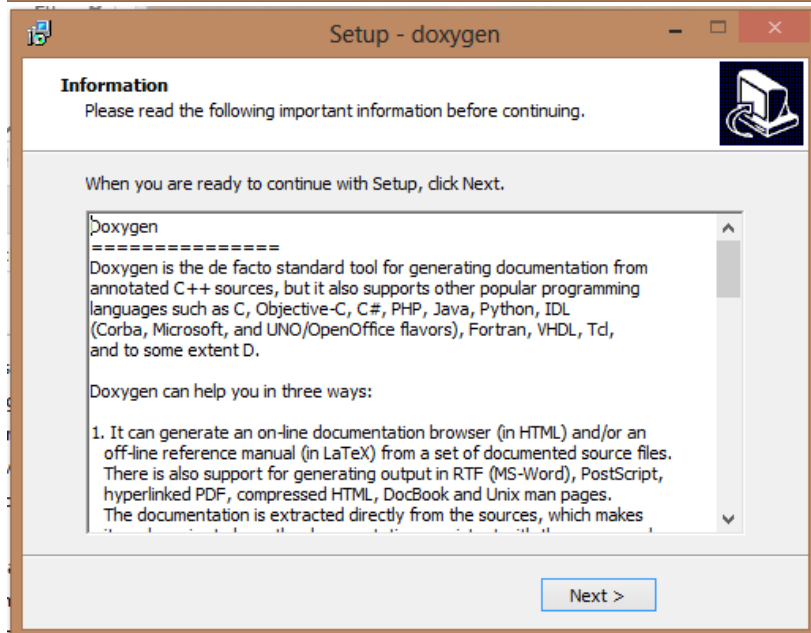 Setup - doxygen
Information
Please read the following important information before continuing.
When you are ready to continue with Setup, click Next.
Doxygen
===============
Doxygen is the de facto standard tool for generating documentation from
annotated C++ sources, but it also supports other popular programming
languages such as C, Objective-C, C#, PHP, Java, Python, IDL
(Corba, Microsoft, and UNO/OpenOffice flavors), Fortran, VHDL, Tcl,
and to some extent D.
Doxygen can help you in three ways:
1. It can generate an on-line documentation browser (in HTML) and/or an
off-line reference manual (in LaTeX) from a set of documented source files.
There is also support for generating output in RTF (MS-Word), PostScript,
hyperlinked PDF, compressed HTML, DocBook and Unix man pages.
The documentation is extracted directly from the sources, which makes
Next >